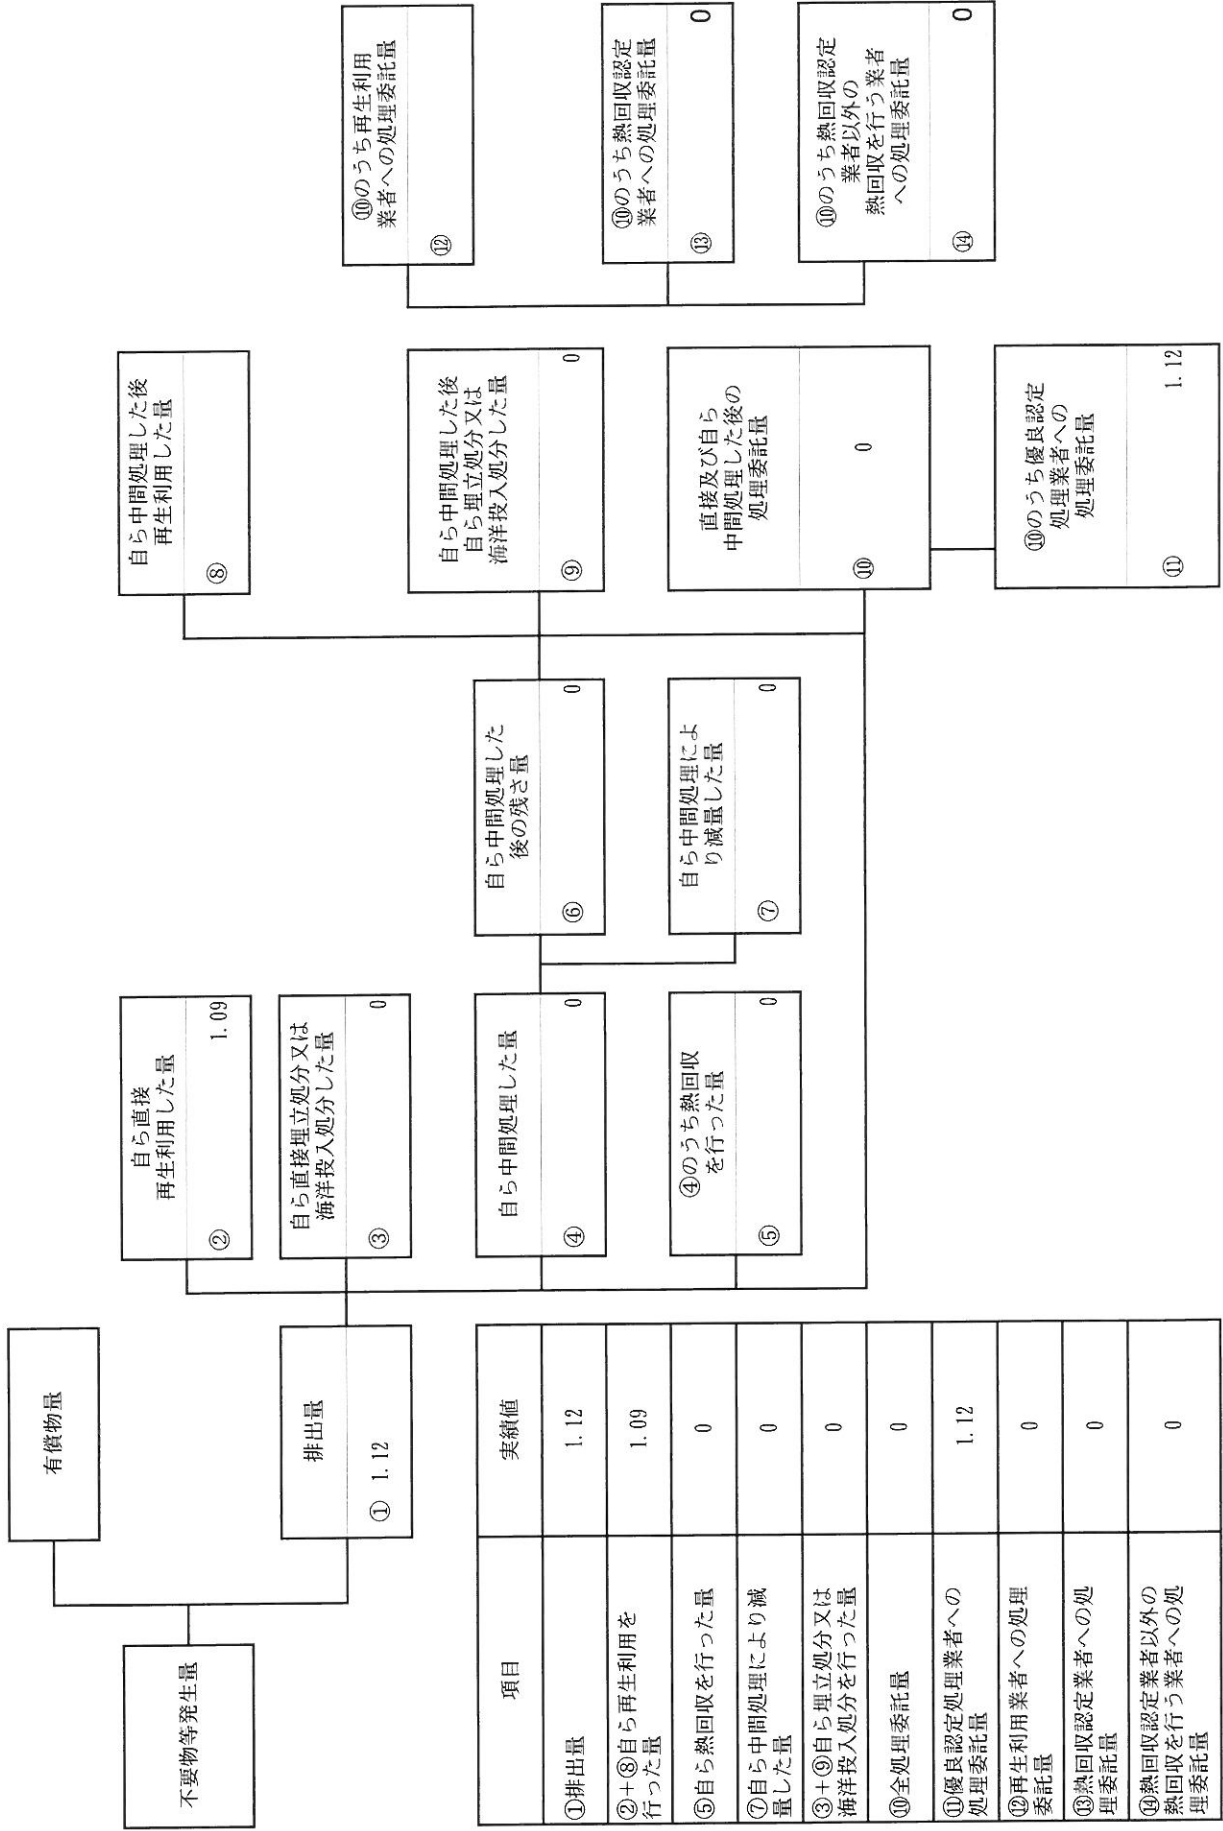 不要物等発生量
有償物量
排出量
① 1.12
自ら直接
再生利用した量
② 1.09
自ら直接埋立処分又は
海洋投入処分した量
③ 0
自ら中間処理した量
④ 0
④のうち熱回収
を行った量
⑤ 0
自ら中間処理した
後の残さ量
⑥ 0
自ら中間処理によ
り減量した量
⑦ 0
自ら中間処理した後
再生利用した量
⑧
自ら中間処理した後
自ら埋立処分又は
海洋投入処分した量
⑨ 0
直接及び自ら
中間処理した後の
処理委託量
⑩ 0
⑩のうち優良認定
処理業者への
処理委託量
⑪ 1.12
⑩のうち再生利用
業者への処理委託量
⑫
⑩のうち熱回収認定
業者への処理委託量
⑬ 0
⑩のうち熱回収認定
業者以外の
熱回収を行う業者
への処理委託量
⑭ 0
項目 実績値
①排出量 1.12
②+⑧自ら再生利用を
行った量 1.09
⑤自ら熱回収を行った量 0
⑦自ら中間処理により減
量した量 0
③+⑨自ら埋立処分又は
海洋投入処分を行った量 0
⑩全処理委託量 0
⑪優良認定処理業者への
処理委託量 1.12
⑫再生利用業者への処理
委託量 0
⑬熱回収認定業者への処
理委託量 0
⑭熱回収認定業者以外の
熱回収を行う業者への処
理委託量 0